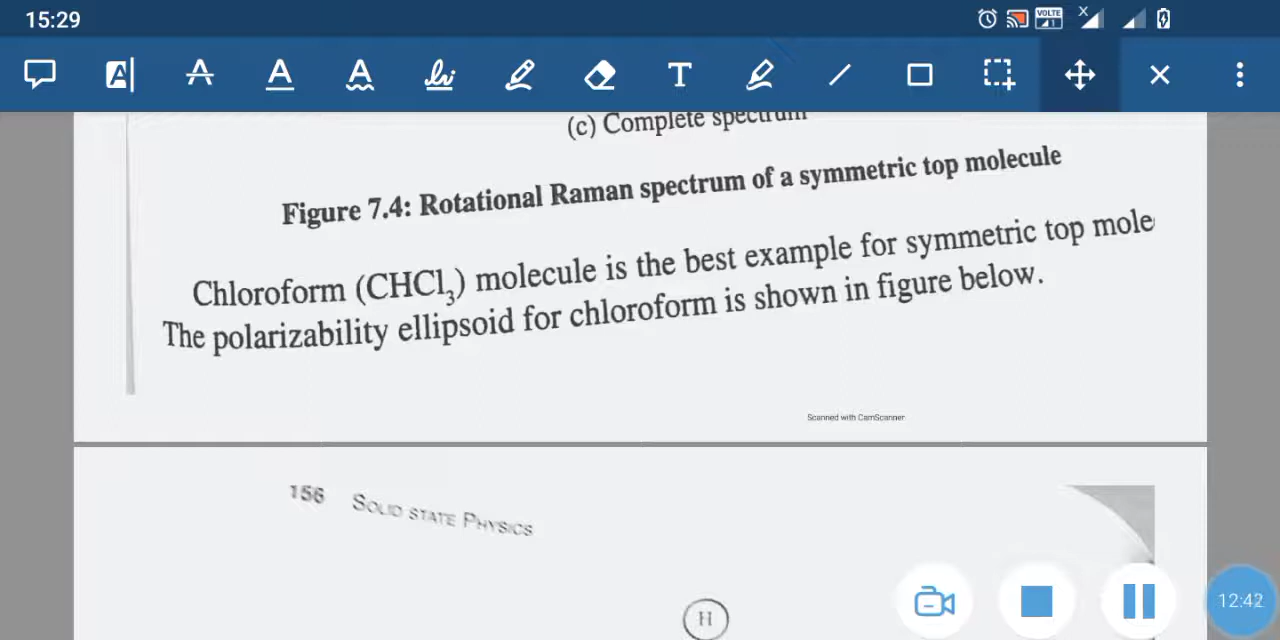 15:29
VOLTE
1
X
A
A
A
A
T
(c) Complete spectrum
Figure 7.4: Rotational Raman spectrum of a symmetric top molecule
Chloroform (CHCl3) molecule is the best example for symmetric top mole
The polarizability ellipsoid for chloroform is shown in figure below.
Scanned with CamScanner
156 SOLID STATE PHYSICS
H
12:42